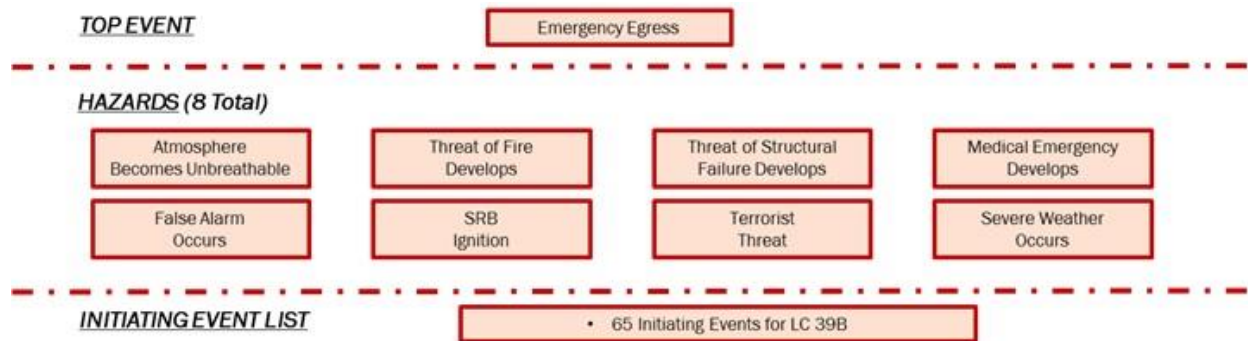 TOP EVENT
Emergency Egress
HAZARDS (8 Total)
Atmosphere
Becomes Unbreathable
Threat of Fire
Develops
Threat of Structural
Failure Develops
Medical Emergency
Develops
False Alarm
Occurs
SRB
Ignition
Terrorist
Threat
Severe Weather
Occurs
INITIATING EVENT LIST
• 65 Initiating Events for LC 39B